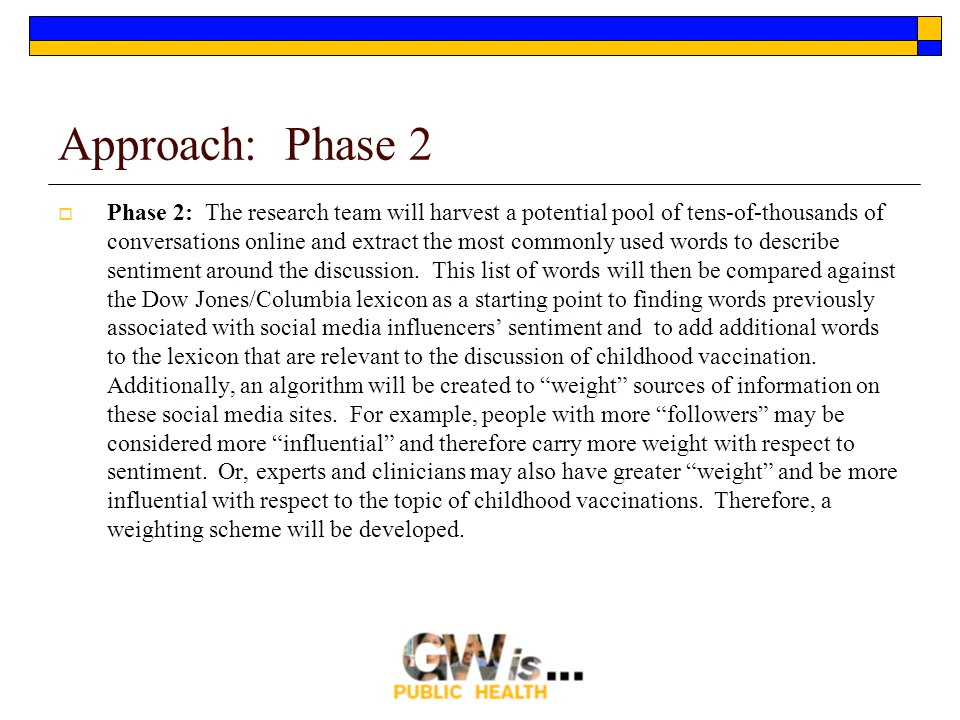 Approach:  Phase 2
Phase 2:  The research team will harvest a potential pool of tens-of-thousands of
conversations online and extract the most commonly used words to describe
sentiment around the discussion.  This list of words will then be compared against
the Dow Jones/Columbia lexicon as a starting point to finding words previously
associated with social media influencers’ sentiment and  to add additional words
to the lexicon that are relevant to the discussion of childhood vaccination.
Additionally, an algorithm will be created to “weight” sources of information on
these social media sites.  For example, people with more “followers” may be
considered more “influential” and therefore carry more weight with respect to
sentiment.  Or, experts and clinicians may also have greater “weight” and be more
influential with respect to the topic of childhood vaccinations.  Therefore, a
weighting scheme will be developed.
GW is...
PUBLIC HEALTH